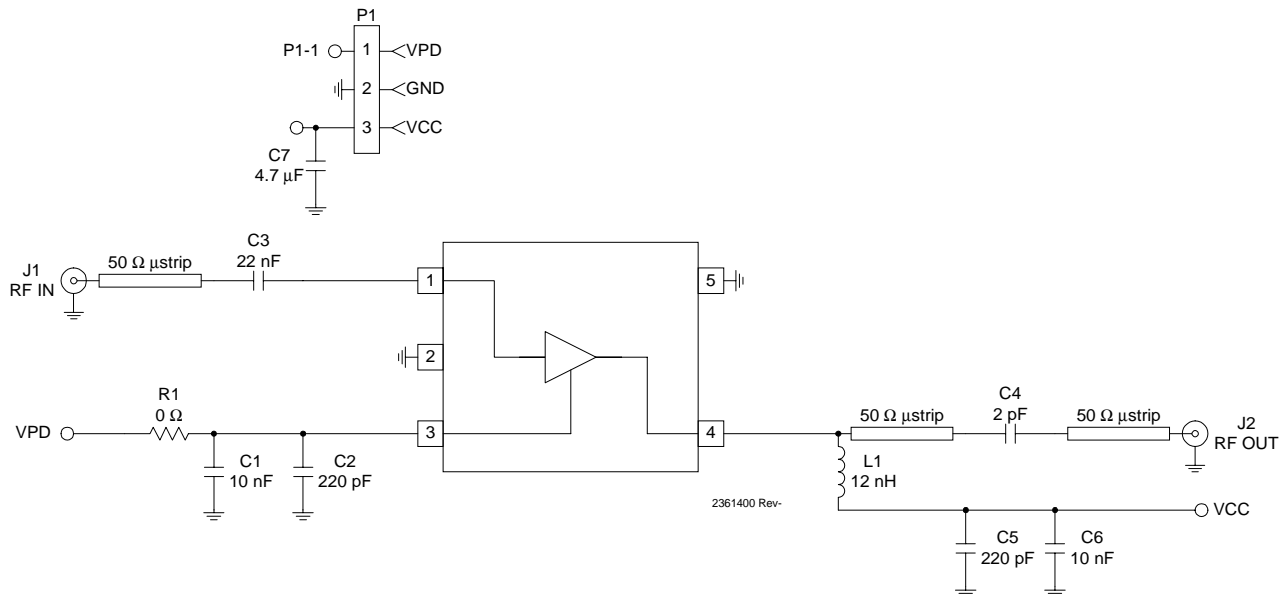 P1
P1-1
1
VPD
2
GND
3
VCC
C7
4.7 μF
C3
22 nF
J1
RF IN
50 Ω μstrip
1
5
2
R1
0 Ω
VPD
3
4
C1
10 nF
C2
220 pF
50 Ω μstrip
C4
2 pF
50 Ω μstrip
J2
RF OUT
L1
12 nH
2361400 Rev-
VCC
C5
220 pF
C6
10 nF